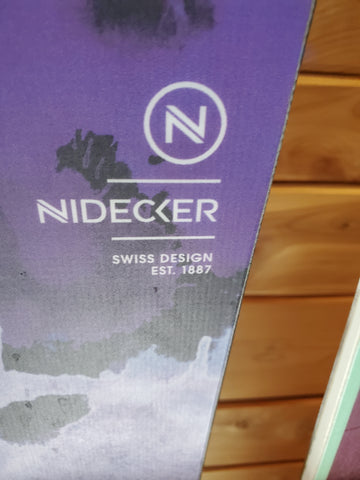 N
NIDECKER
SWISS DESIGN
EST. 1887